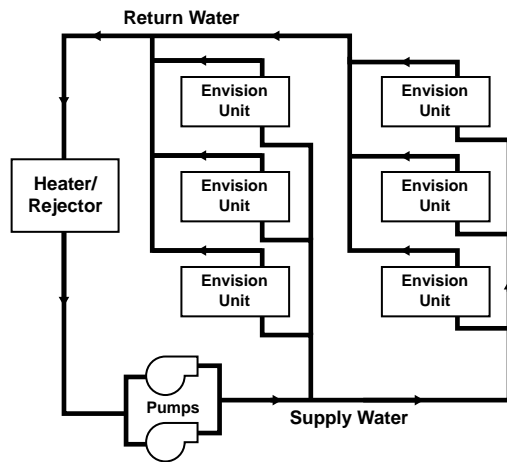 Return Water
Envision
Unit
Envision
Unit
Heater/
Rejector
Envision
Unit
Envision
Unit
Envision
Unit
Envision
Unit
Pumps
Supply Water